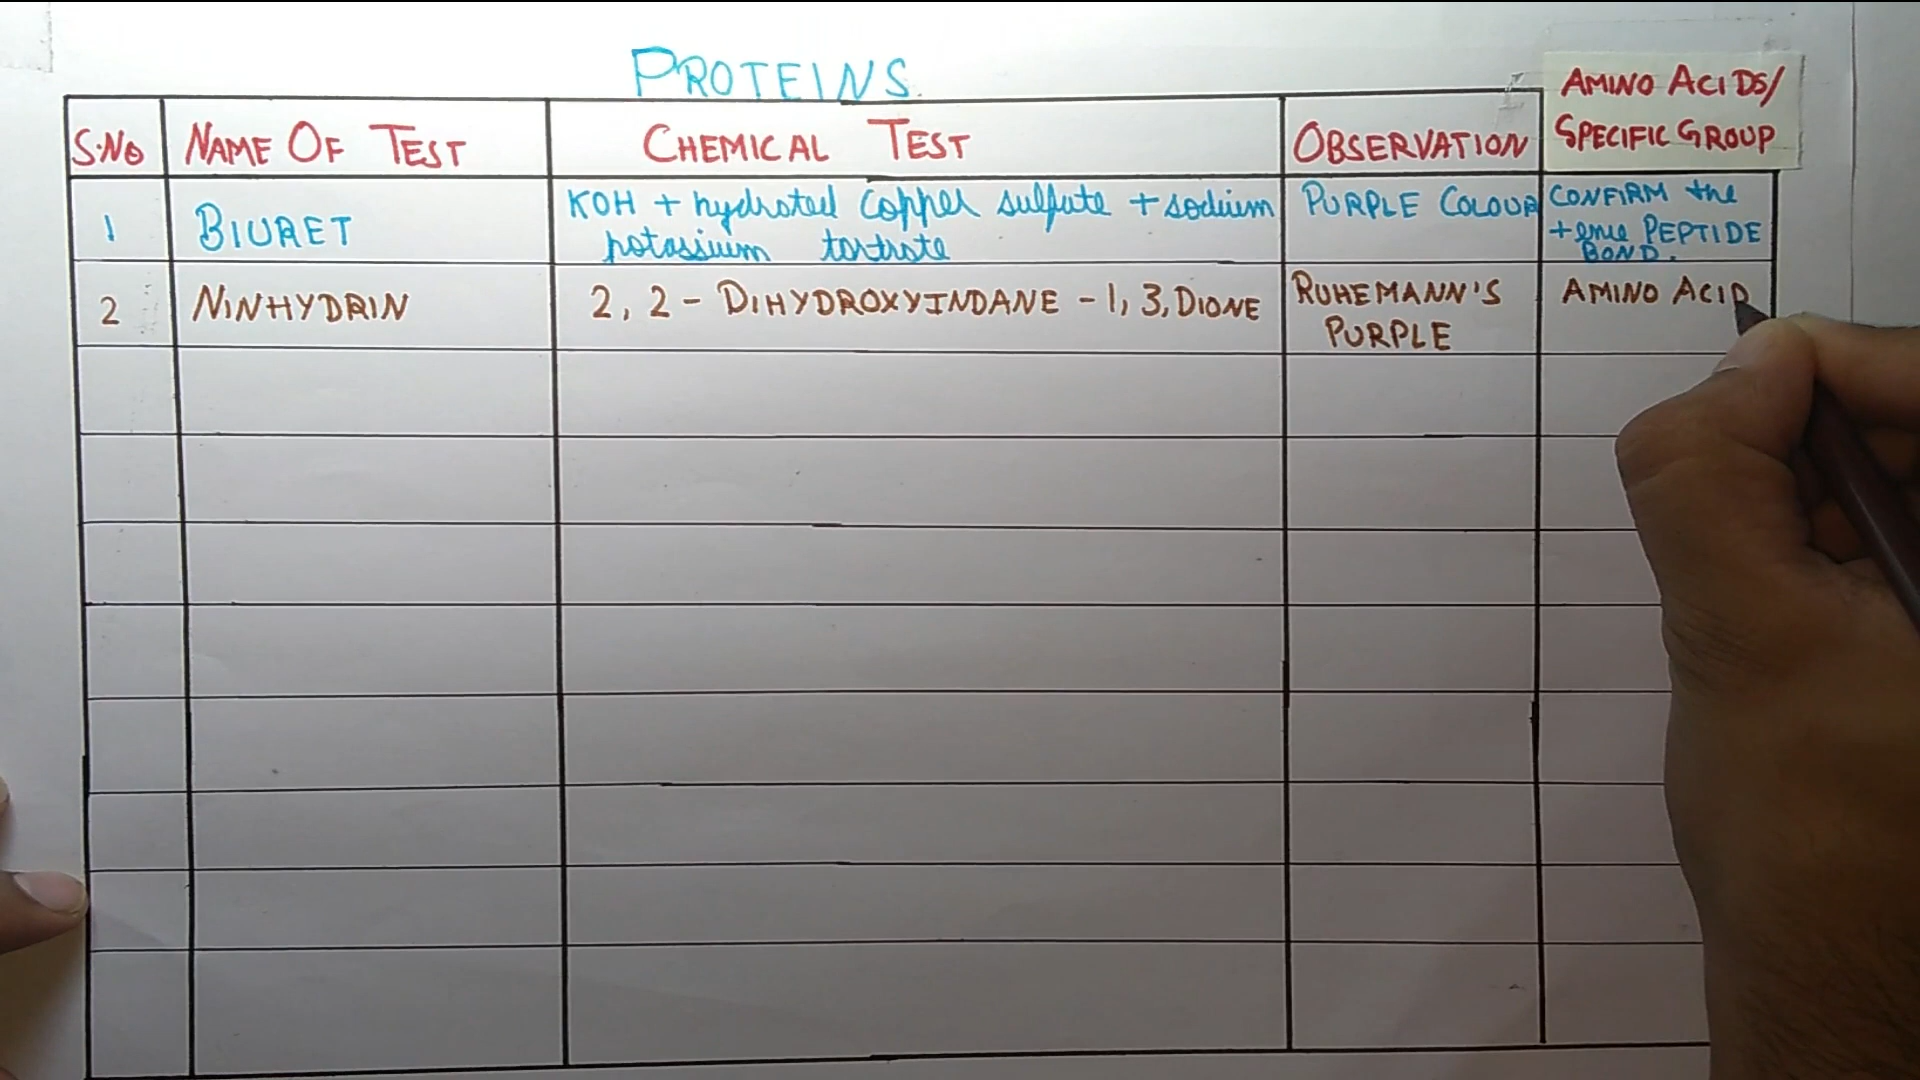 PROTEINS
S.NO
NAME OF TEST
CHEMICAL TEST
OBSERVATION
AMINO ACIDS/
SPECIFIC GROUP
1
BIURET
KOH + hydrated Copper sulfate + sodium
potassium tartrate
PURPLE COLOUR
CONFIRM the
PEPTIDE
BOND.
2
NINHYDRIN
2, 2 - DIHYDROXYINDANE - 1, 3, DIONE
RUHEMANN'S
PURPLE
AMINO ACID